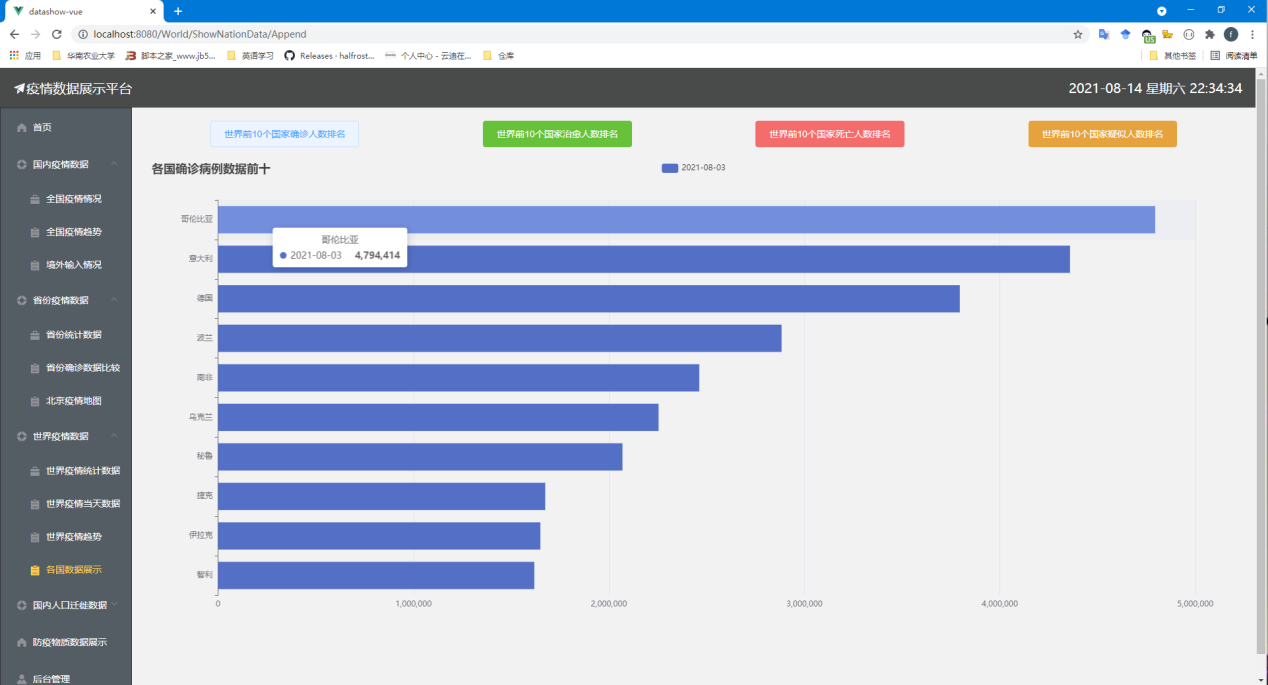 datashow-vue
localhost:8080/World/ShowNationData/Append
应用
华南农业大学
脚本之家_www.jb5...
英语学习
Releases · halfrost...
个人中心 - 云迪在...
仓库
其他书签
阅读清单
疫情数据展示平台
2021-08-14 星期六 22:34:34
首页
国内疫情数据
全国疫情情况
全国疫情趋势
境外输入情况
省份疫情数据
省份统计数据
省份确诊数据比较
北京疫情地图
世界疫情数据
世界疫情统计数据
世界疫情当天数据
世界疫情趋势
各国数据展示
国内人口迁徙数据
防疫物质数据展示
后台管理
世界前10个国家确诊人数排名
世界前10个国家治愈人数排名
世界前10个国家死亡人数排名
世界前10个国家疑似人数排名
各国确诊病例数据前十
2021-08-03
哥伦比亚
哥伦比亚
2021-08-03 4,794,414
意大利
德国
波兰
南非
乌克兰
秘鲁
捷克
伊拉克
智利
0
1,000,000
2,000,000
3,000,000
4,000,000
5,000,000